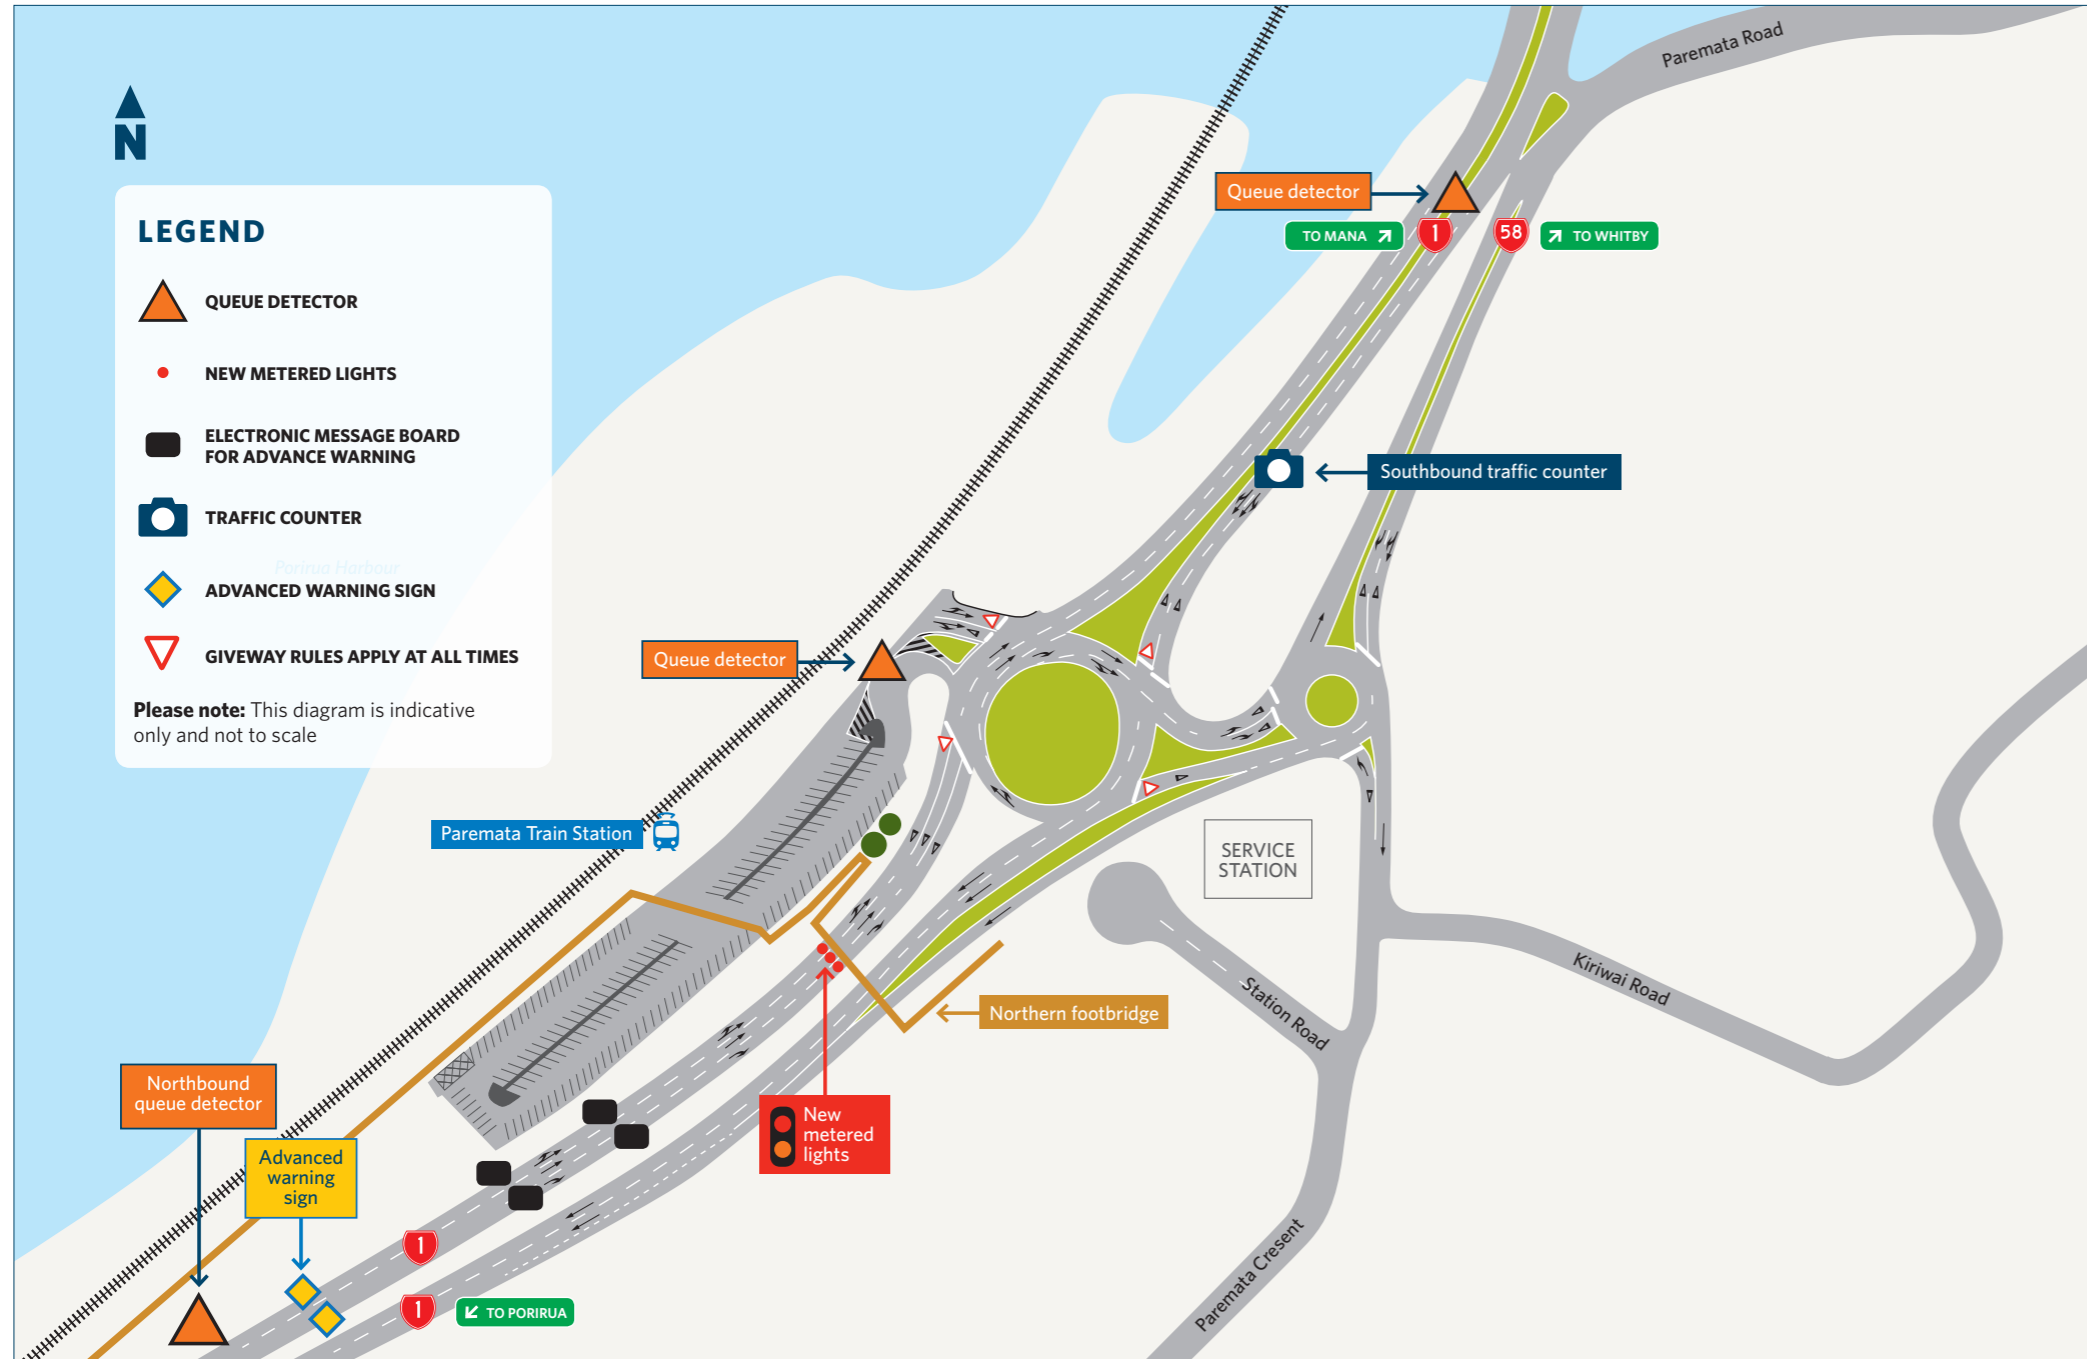 N
LEGEND
QUEUE DETECTOR
NEW METERED LIGHTS
ELECTRONIC MESSAGE BOARD
FOR ADVANCE WARNING
TRAFFIC COUNTER
Porirua Harbour
ADVANCED WARNING SIGN
GIVEWAY RULES APPLY AT ALL TIMES
Please note: This diagram is indicative
only and not to scale
Paremata Road
Queue detector
TO MANA
1
58
TO WHITBY
Southbound traffic counter
Queue detector
Paremata Train Station
SERVICE
STATION
Kiriwai Road
Station Road
Northern footbridge
Northbound
queue detector
Advanced
warning
sign
New
metered
lights
1
1
TO PORIRUA
Paremata Cresent